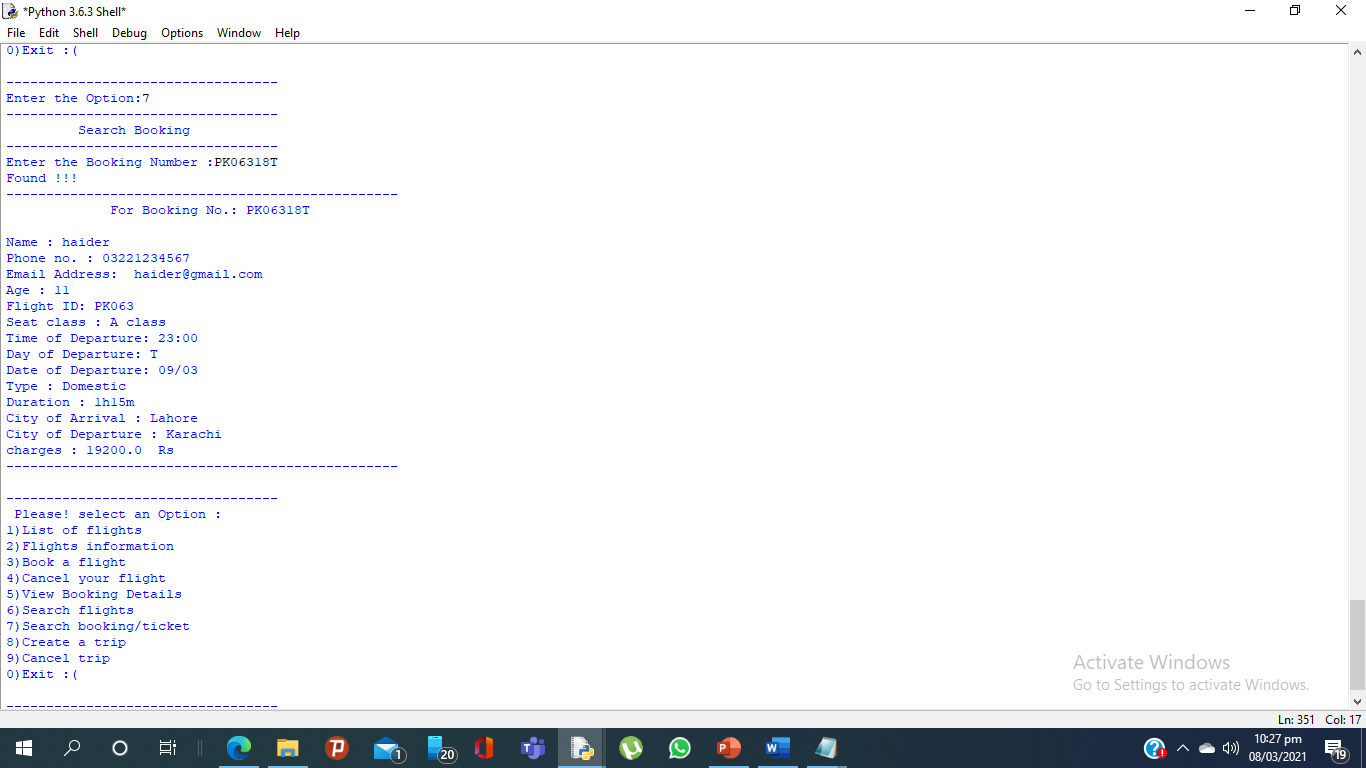 *Python 3.6.3 Shell*
File Edit Shell Debug Options Window Help
0)Exit :(
----------------------------------
Enter the Option:7
----------------------------------
Search Booking
----------------------------------
Enter the Booking Number :PK06318T
Found !!!
-------------------------------------------------
For Booking No.: PK06318T
Name : haider
Phone no. : 03221234567
Email Address:  haider@gmail.com
Age : 11
Flight ID: PK063
Seat class : A class
Time of Departure: 23:00
Day of Departure: T
Date of Departure: 09/03
Type : Domestic
Duration : 1h15m
City of Arrival : Lahore
City of Departure : Karachi
charges : 19200.0  Rs
-------------------------------------------------
----------------------------------
Please! select an Option :
1)List of flights
2)Flights information
3)Book a flight
4)Cancel your flight
5)View Booking Details
6)Search flights
7)Search booking/ticket
8)Create a trip
9)Cancel trip
0)Exit :(
----------------------------------
Activate Windows
Go to Settings to activate Windows.
Ln: 351 Col: 17
1
20
10:27 pm
08/03/2021
19